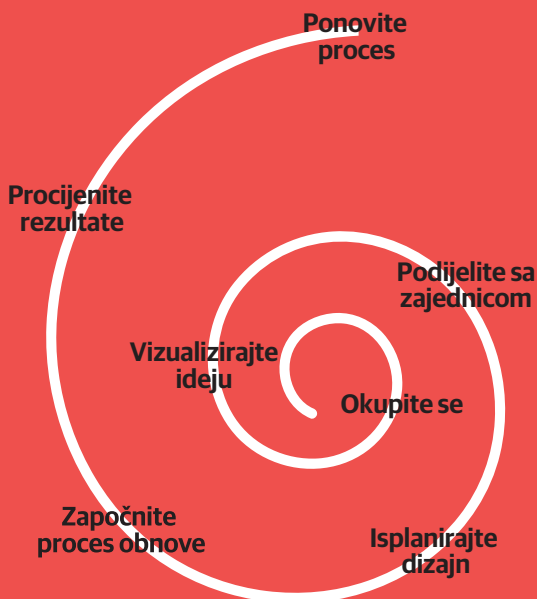 Ponovite
proces
Procijenite
rezultate
Podijelite sa
zajednicom
Vizualizirajte
ideju
Okupite se
Započnite
proces obnove
Isplanirajte
dizajn